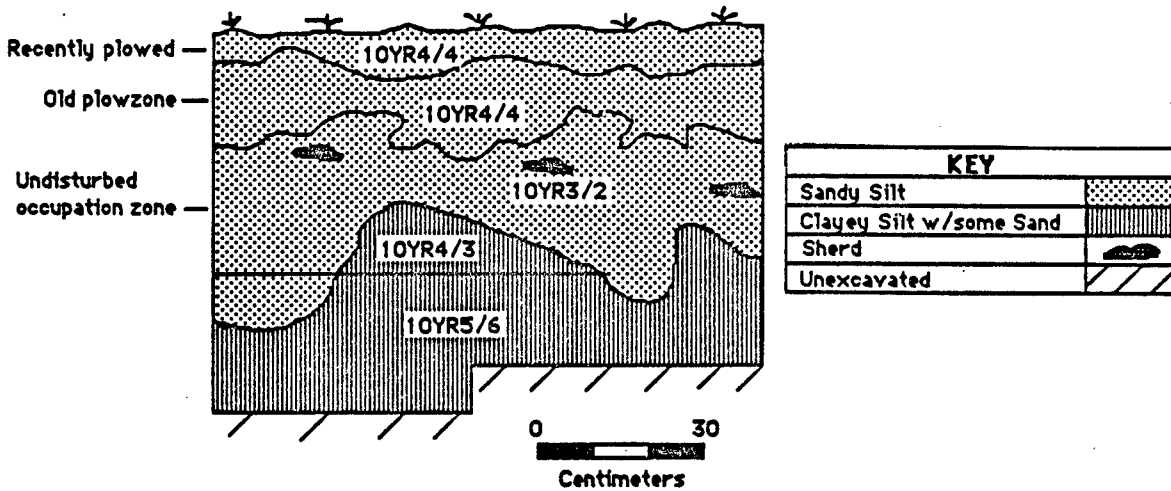 Recently plowed
10YR4/4
Old plowzone
10YR4/4
Undisturbed
occupation zone
10YR3/2
10YR4/3
10YR5/6
0 30
Centimeters
KEY
Sandy Silt
Clayey Silt w/some Sand
Sherd
Unexcavated